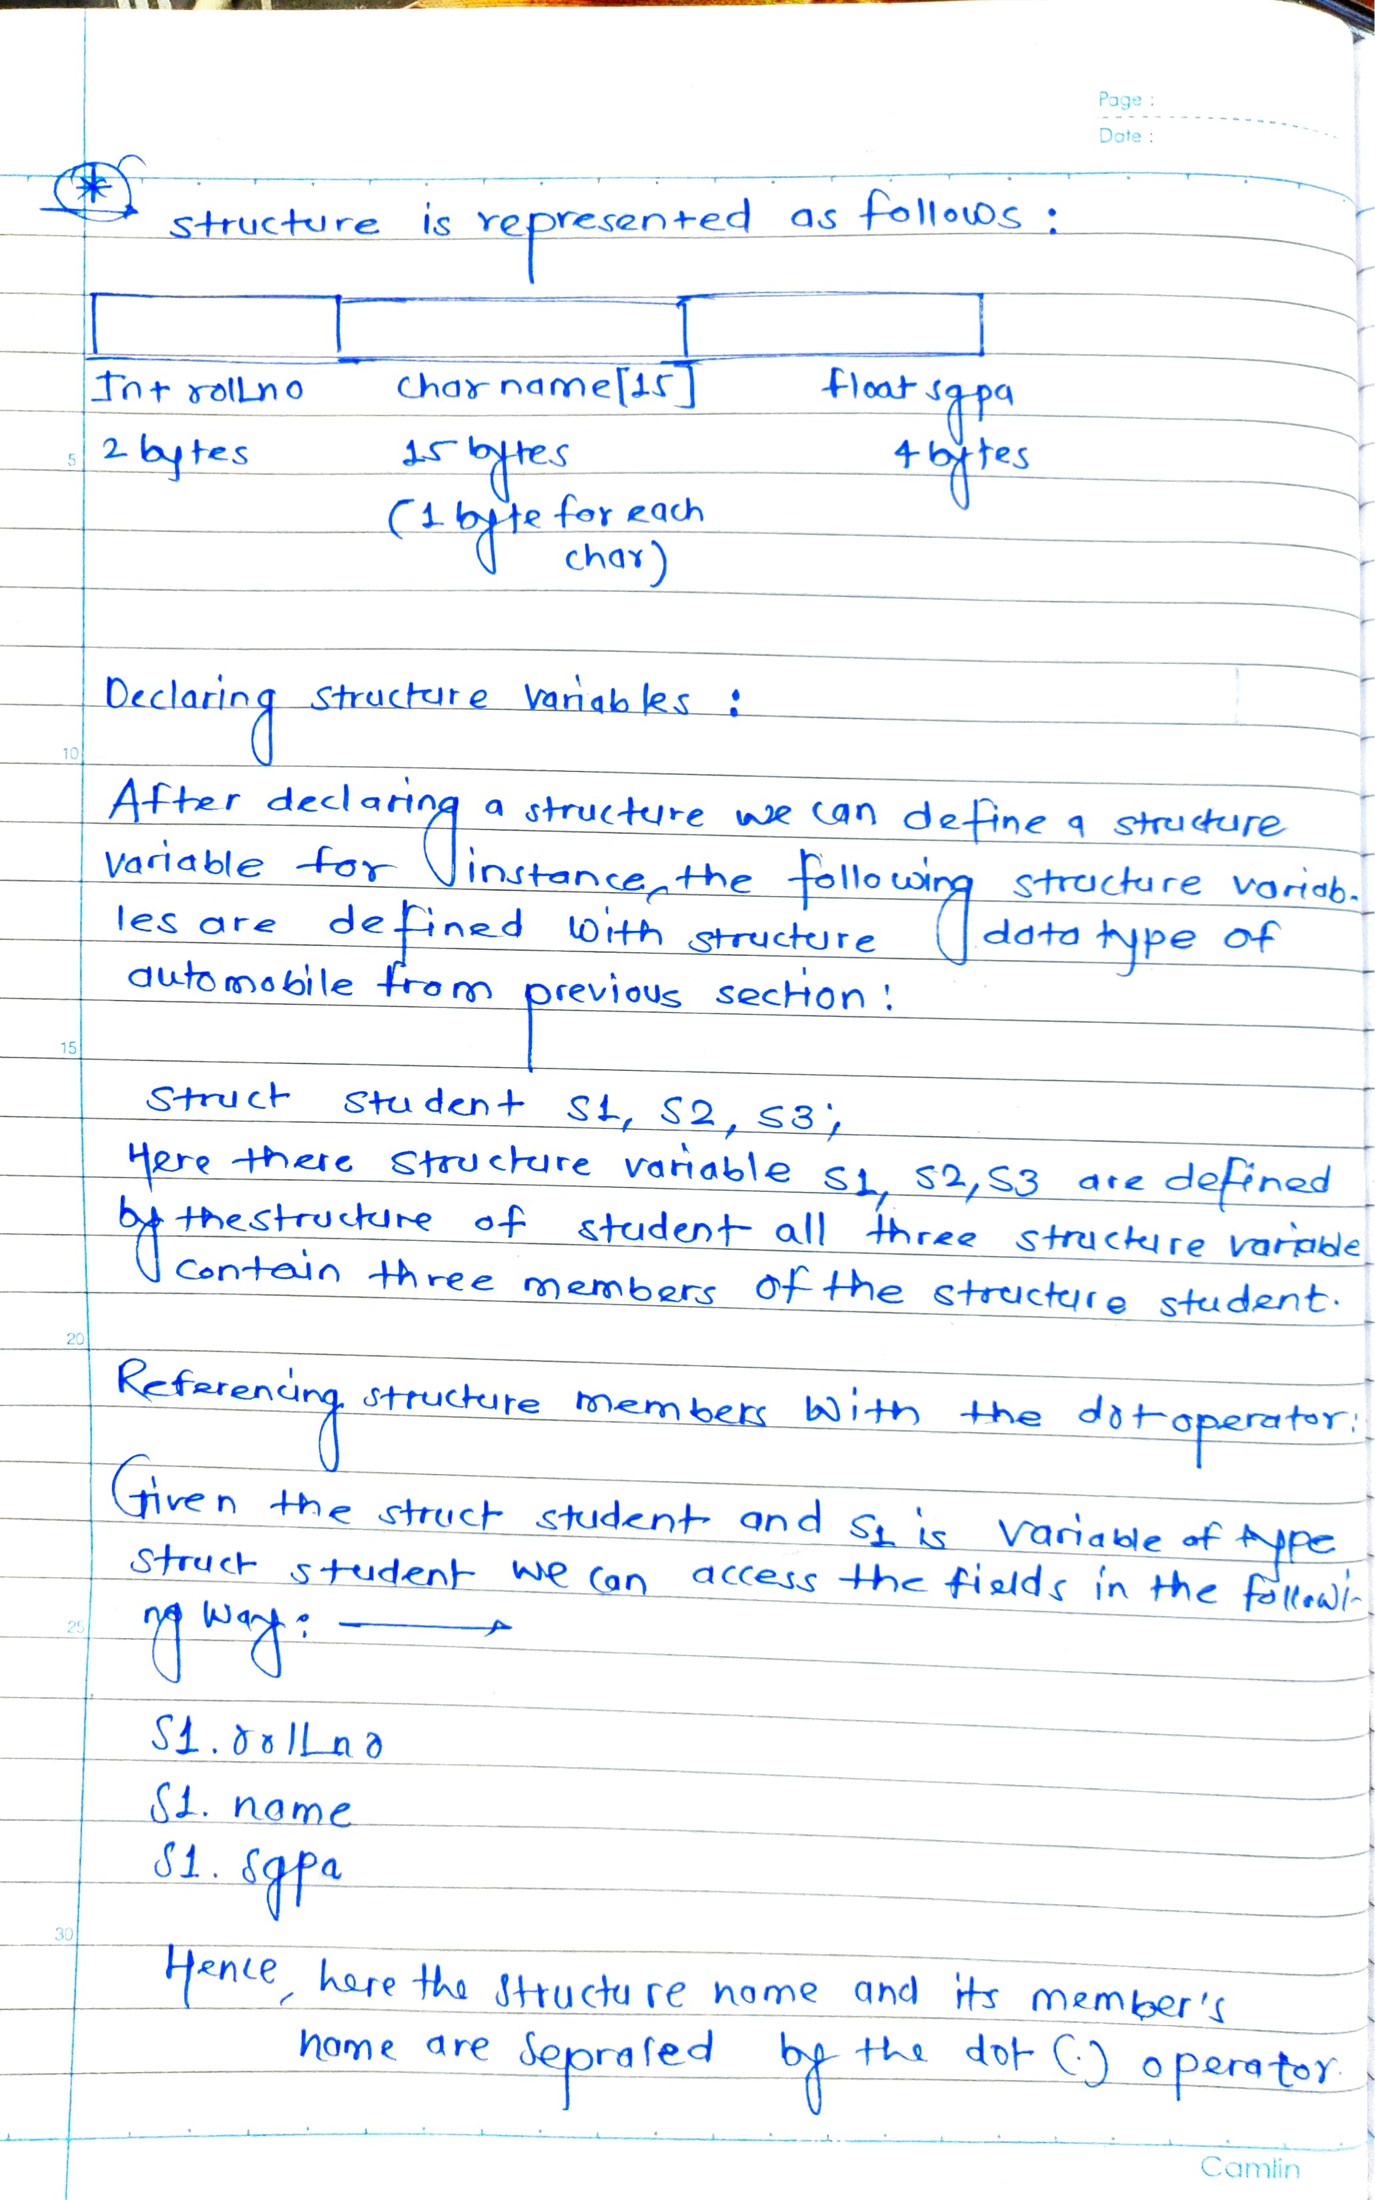 Page :
Date :
* structure is represented as follows :
Int rollno char name[15] float sgpa
5 2 bytes 15 bytes 4 bytes
(1 byte for each
char)
Declaring structure variables :
10
After declaring a structure we can define a structure
variable for instance, the following structure variab-
les are defined with structure data type of
automobile from previous section :
15
Struct student S1, S2, S3;
Here there structure variable S1, S2, S3 are defined
by the structure of student all three structure variable
contain three members of the structure student.
20
Referencing structure members With the dot operator:
Given the struct student and S1 is variable of type
struct student we can access the fields in the followi-
25 ng way : →
S1. rollno
S1. name
S1. sgpa
30
Hence, here the structure name and its member's
name are seprated by the dot (.) operator.
Camlin